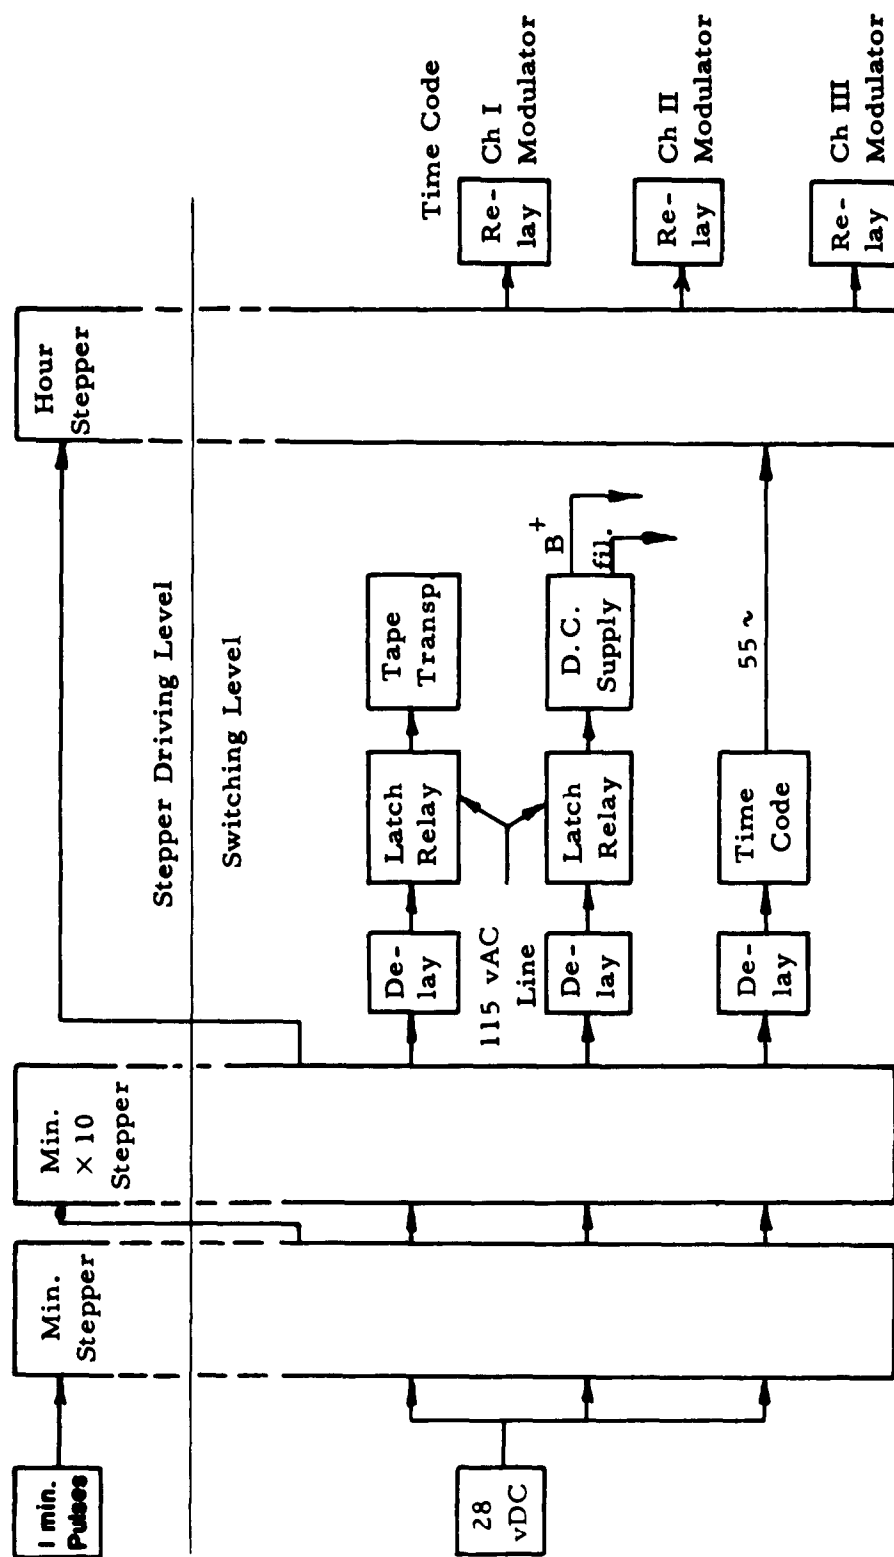 1 min.
Pulses
Min.
Stepper
Min.
× 10
Stepper
Hour
Stepper
Stepper Driving Level
Switching Level
28
vDC
De-
lay
Latch
Relay
Tape
Transp.
115 vAC
Line
De-
lay
Latch
Relay
D.C.
Supply
B+
fil.
De-
lay
Time
Code
55 ~
Time Code
Re-
lay
Ch I
Modulator
Re-
lay
Ch II
Modulator
Re-
lay
Ch III
Modulator